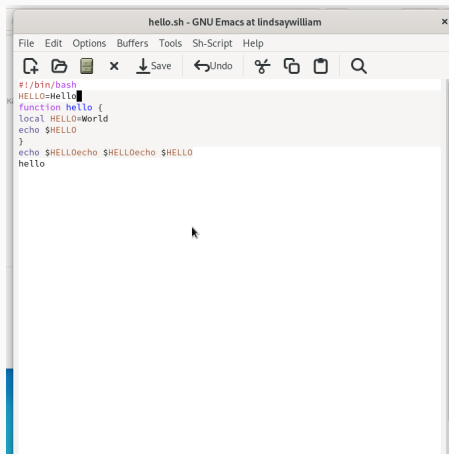 hello.sh - GNU Emacs at lindsaywilliam
File Edit Options Buffers Tools Sh-Script Help
Save Undo
#!/bin/bash
HELLO=Hello
function hello {
local HELLO=World
echo $HELLO
}
echo $HELLOecho $HELLOecho $HELLO
hello